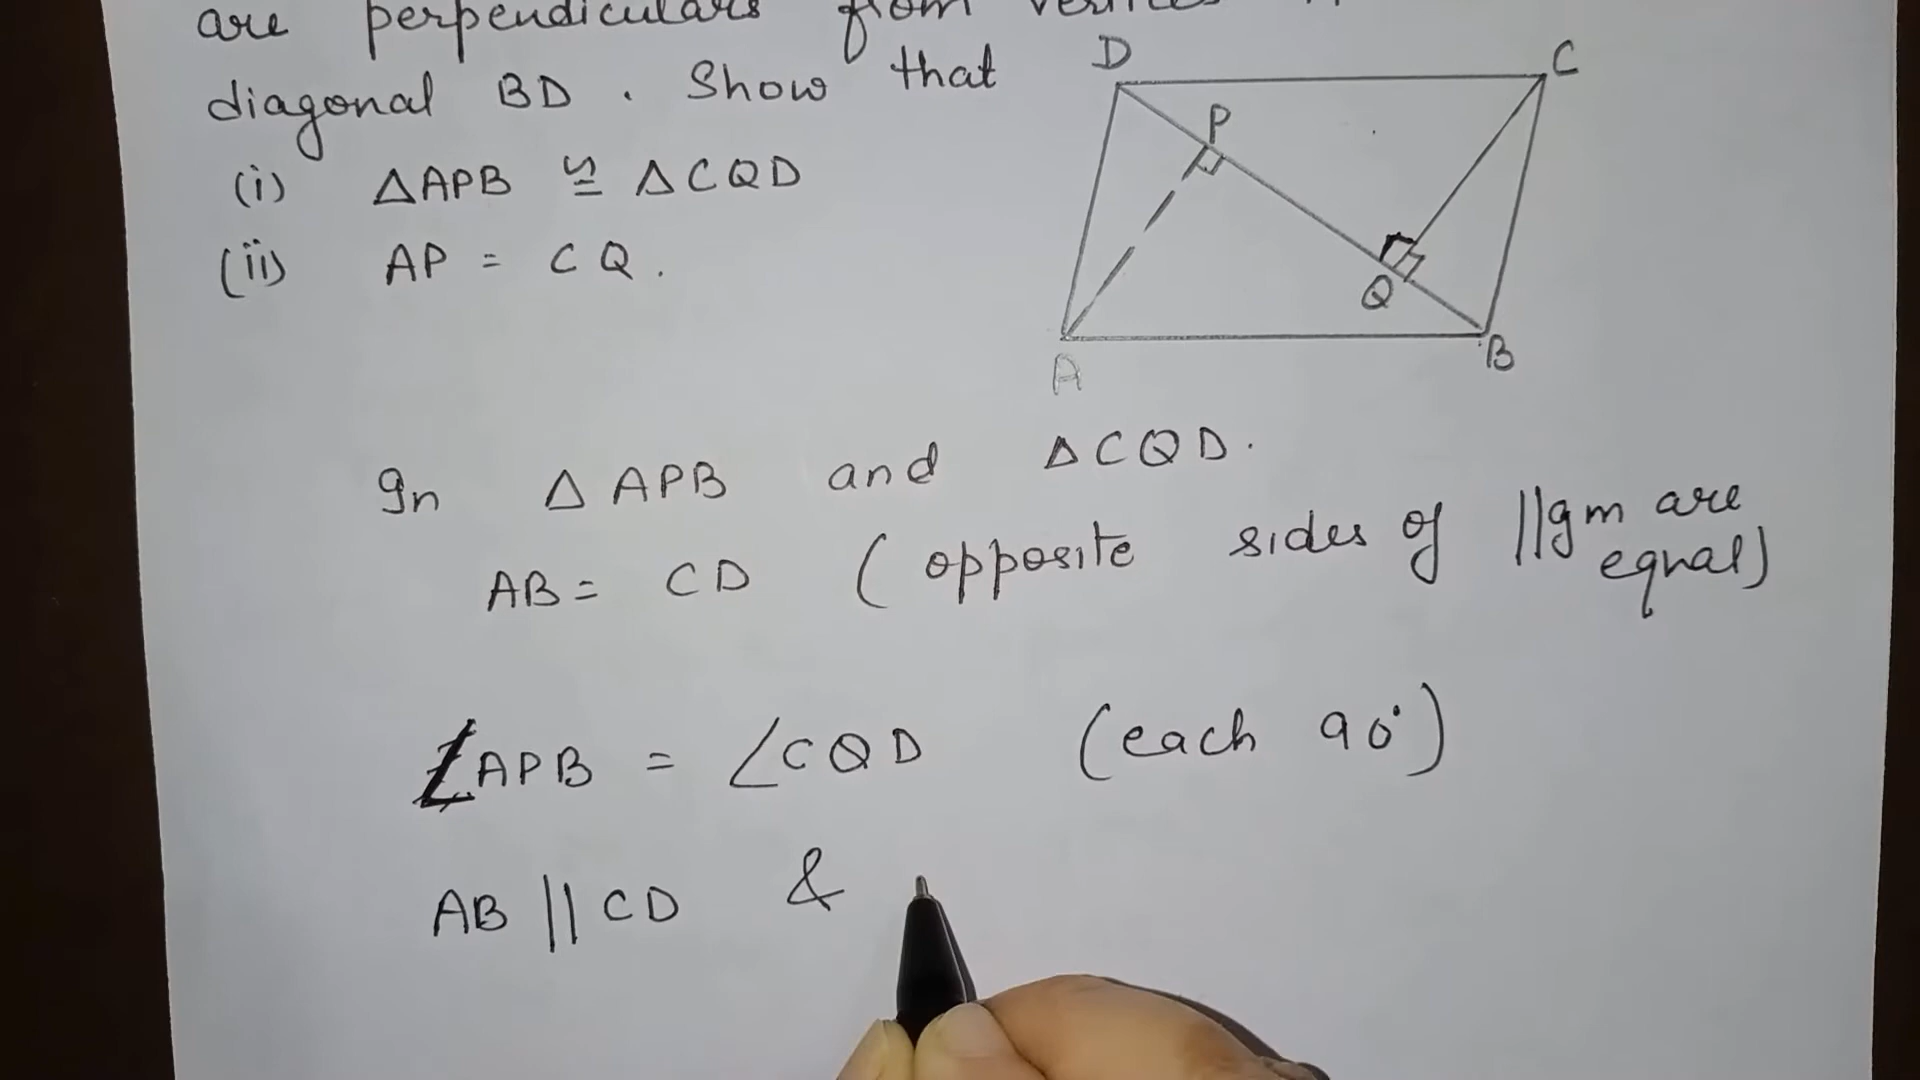 are perpendiculars from
diagonal BD. Show that
(i) ΔAPB ≅ ΔCQD
(ii) AP = CQ.
D
C
P
Q
A
B
In Δ APB and ΔCQD.
AB = CD (opposite sides of ||gm are
equal)
∠APB = ∠CQD (each 90°)
AB || CD &